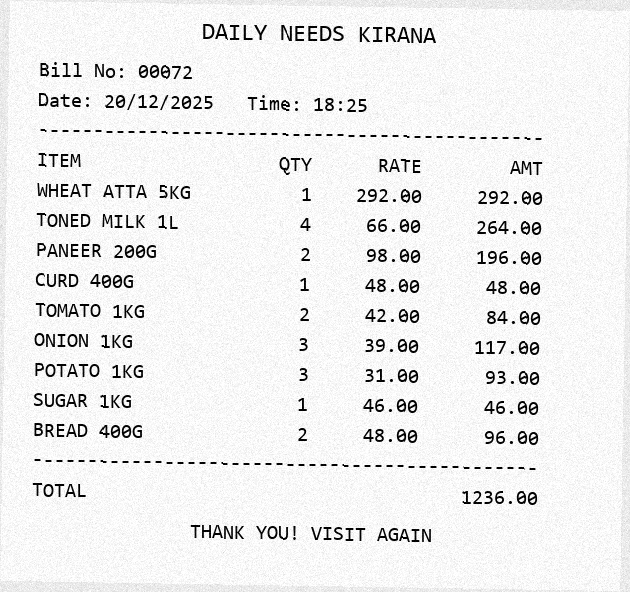 DAILY NEEDS KIRANA
Bill No: 00072
Date: 20/12/2025   Time: 18:25
------------------------------------------------
ITEM QTY RATE AMT
WHEAT ATTA 5KG 1 292.00 292.00
TONED MILK 1L 4 66.00 264.00
PANEER 200G 2 98.00 196.00
CURD 400G 1 48.00 48.00
TOMATO 1KG 2 42.00 84.00
ONION 1KG 3 39.00 117.00
POTATO 1KG 3 31.00 93.00
SUGAR 1KG 1 46.00 46.00
BREAD 400G 2 48.00 96.00
------------------------------------------------
TOTAL 1236.00
THANK YOU! VISIT AGAIN